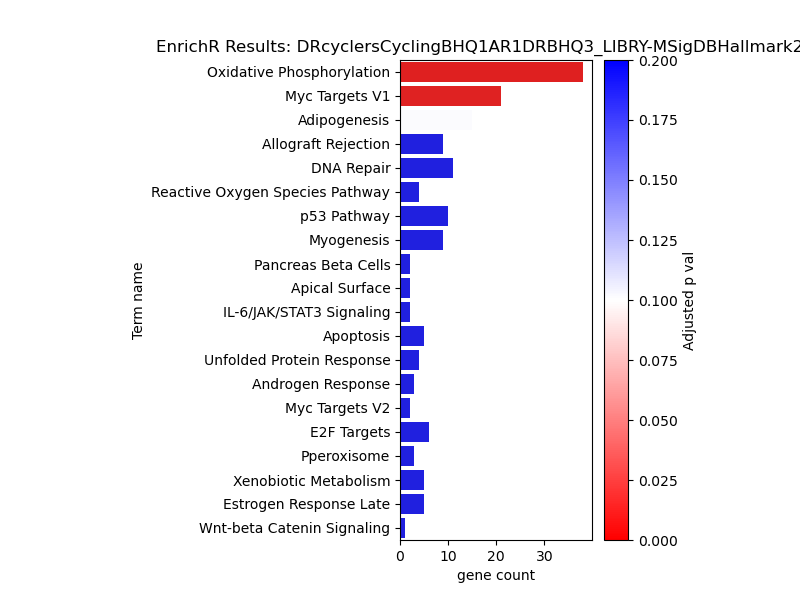 EnrichR Results: DRcyclersCyclingBHQ1AR1DRBHQ3_LIBRY-MSigDBHallmark2
Oxidative Phosphorylation
Myc Targets V1
Adipogenesis
Allograft Rejection
DNA Repair
Reactive Oxygen Species Pathway
p53 Pathway
Myogenesis
Pancreas Beta Cells
Apical Surface
IL-6/JAK/STAT3 Signaling
Apoptosis
Unfolded Protein Response
Androgen Response
Myc Targets V2
E2F Targets
Pperoxisome
Xenobiotic Metabolism
Estrogen Response Late
Wnt-beta Catenin Signaling
Term name
0 10 20 30
gene count
0.200
0.175
0.150
0.125
0.100
0.075
0.050
0.025
0.000
Adjusted p val